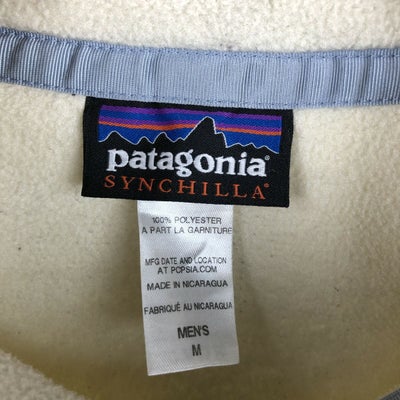 patagonia®
SYNCHILLA®
100% POLYESTER
A PART LA GARNITURE
MFG DATE AND LOCATION
AT PCPSIA.COM
MADE IN NICARAGUA
FABRIQUÉ AU NICARAGUA
MEN'S
M